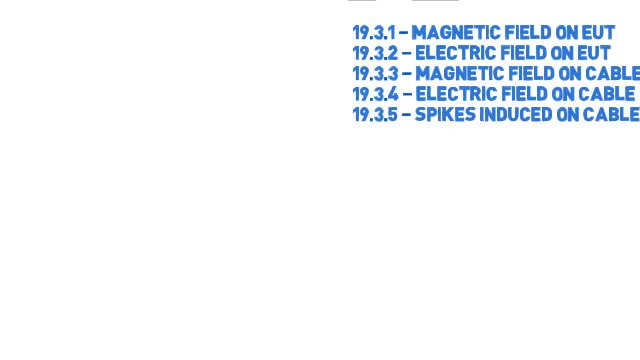 19.3.1 – MAGNETIC FIELD ON EUT
19.3.2 – ELECTRIC FIELD ON EUT
19.3.3 – MAGNETIC FIELD ON CABLE
19.3.4 – ELECTRIC FIELD ON CABLE
19.3.5 – SPIKES INDUCED ON CABLE